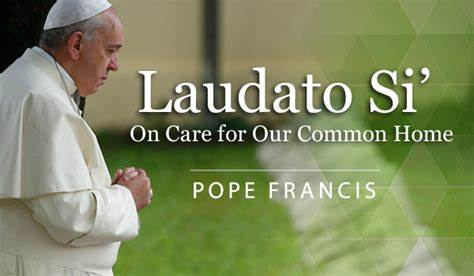 Laudato Si’
On Care for Our Common Home
POPE FRANCIS